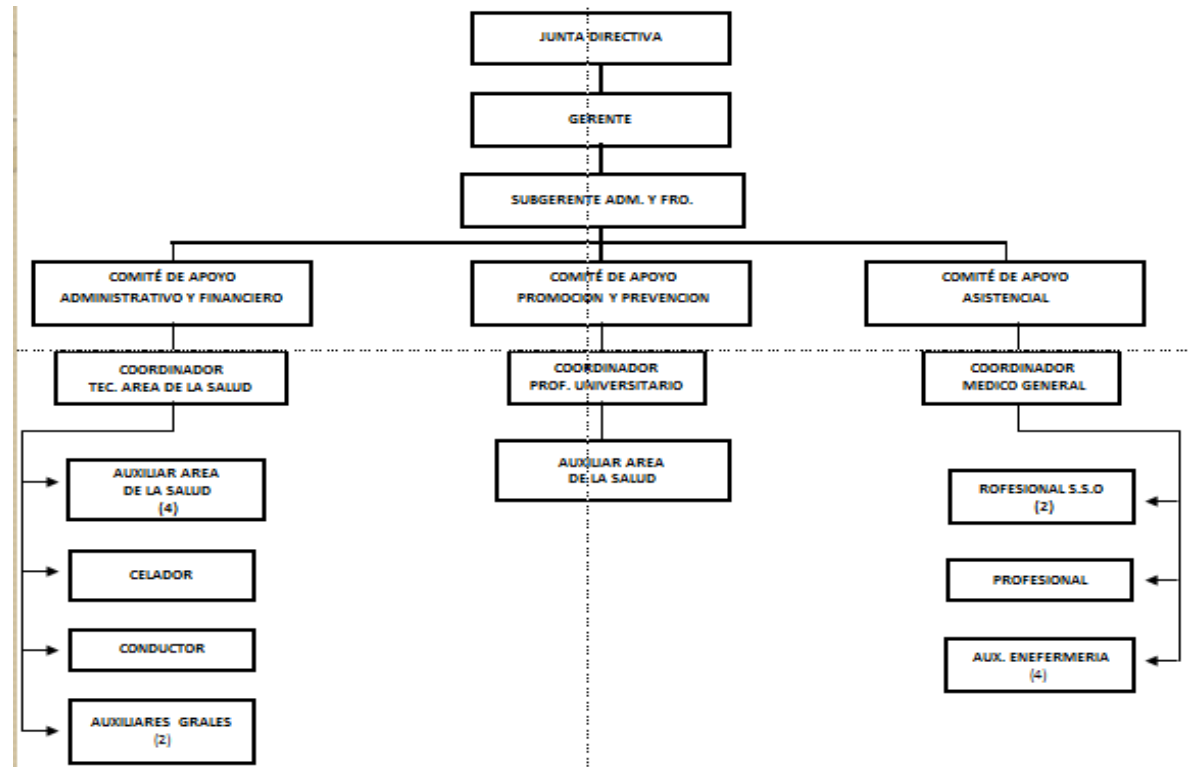 JUNTA DIRECTIVA
GERENTE
SUBGERENTE ADM. Y FRO.
COMITÉ DE APOYO
ADMINISTRATIVO Y FINANCIERO
COMITÉ DE APOYO
PROMOCION Y PREVENCION
COMITÉ DE APOYO
ASISTENCIAL
COORDINADOR
TEC. AREA DE LA SALUD
COORDINADOR
PROF. UNIVERSITARIO
COORDINADOR
MEDICO GENERAL
AUXILIAR AREA
DE LA SALUD
(4)
CELADOR
CONDUCTOR
AUXILIARES GRALES
(2)
AUXILIAR AREA
DE LA SALUD
ROFESIONAL S.S.O
(2)
PROFESIONAL
AUX. ENEFERMERIA
(4)